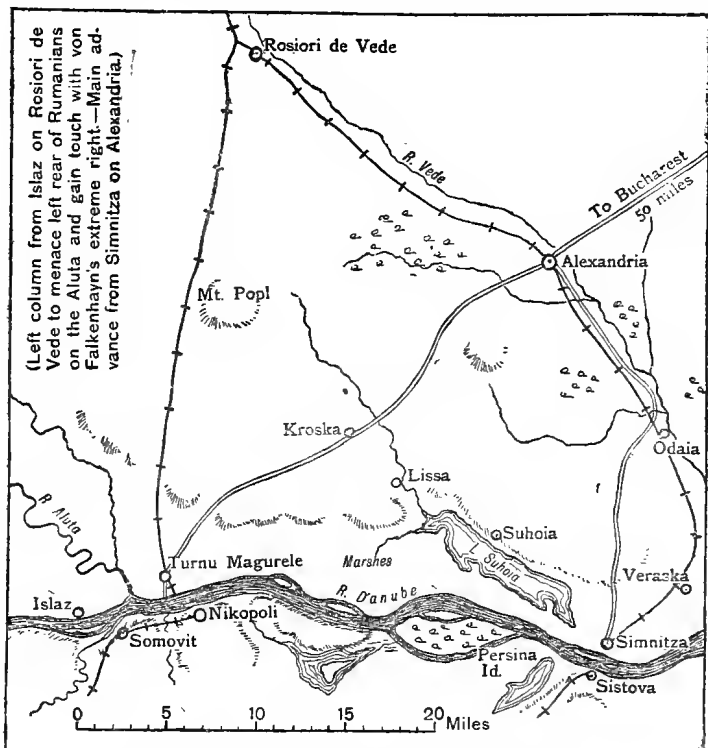 (Left column from Islaz on Rosiori de
Vede to menace left rear of Rumanians
on the Aluta and gain touch with von
Falkenhayn's extreme right.—Main ad-
vance from Simnitza on Alexandria.)
Rosiori de Vede
R. Vede
To Bucharest
50 miles
Alexandria
Mt. Popl
Kroska
Odaia
Lissa
R. Aluta
Suhoia
L. Suhoia
Marshes
Turnu Magurele
Veraska
Islaz
R. Danube
Nikopoli
Somovit
Simnitza
Persina
Id.
Sistova
0 5 10 15 20 Miles